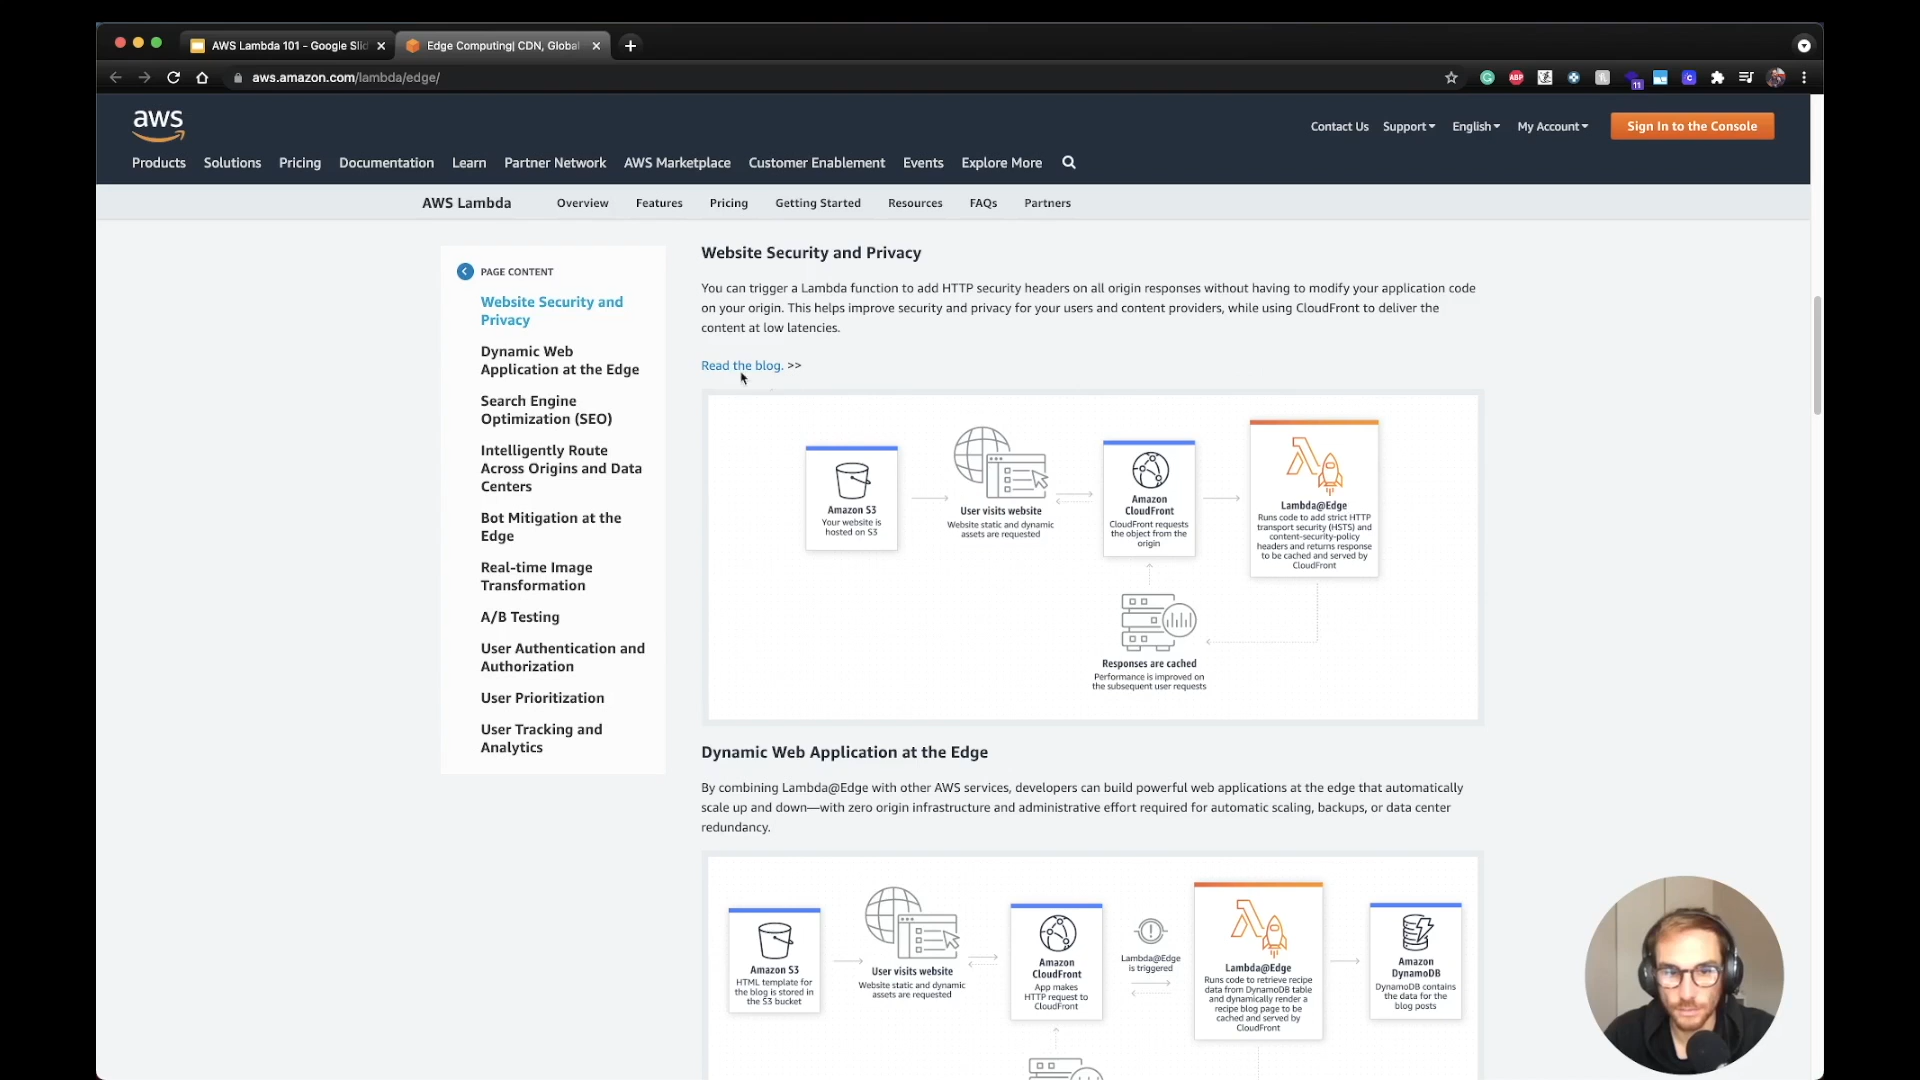 AWS Lambda 101 - Google Slid
Edge Computing| CDN, Global
aws.amazon.com/lambda/edge/
ABP
11
aws
Contact Us Support English My Account Sign In to the Console
Products Solutions Pricing Documentation Learn Partner Network AWS Marketplace Customer Enablement Events Explore More
AWS Lambda Overview Features Pricing Getting Started Resources FAQs Partners
PAGE CONTENT
Website Security and
Privacy
Dynamic Web
Application at the Edge
Search Engine
Optimization (SEO)
Intelligently Route
Across Origins and Data
Centers
Bot Mitigation at the
Edge
Real-time Image
Transformation
A/B Testing
User Authentication and
Authorization
User Prioritization
User Tracking and
Analytics
Website Security and Privacy
You can trigger a Lambda function to add HTTP security headers on all origin responses without having to modify your application code
on your origin. This helps improve security and privacy for your users and content providers, while using CloudFront to deliver the
content at low latencies.
Read the blog. >>
Amazon S3
Your website is
hosted on S3
User visits website
Website static and dynamic
assets are requested
Amazon
CloudFront
CloudFront requests
the object from the
origin
Lambda@Edge
Runs code to add strict HTTP
transport security (HSTS) and
content-security-policy
headers and returns response
to be cached and served by
CloudFront
Responses are cached
Performance is improved on
the subsequent user requests
Dynamic Web Application at the Edge
By combining Lambda@Edge with other AWS services, developers can build powerful web applications at the edge that automatically
scale up and down—with zero origin infrastructure and administrative effort required for automatic scaling, backups, or data center
redundancy.
Amazon S3
HTML template for
the blog is stored in
the S3 bucket
User visits website
Website static and dynamic
assets are requested
Amazon
CloudFront
App makes
HTTP request to
CloudFront
Lambda@Edge
is triggered
Lambda@Edge
Runs code to retrieve recipe
data from DynamoDB table
and dynamically render a
recipe blog page to be
cached and served by
CloudFront
Amazon
DynamoDB
DynamoDB contains
the data for the
blog posts